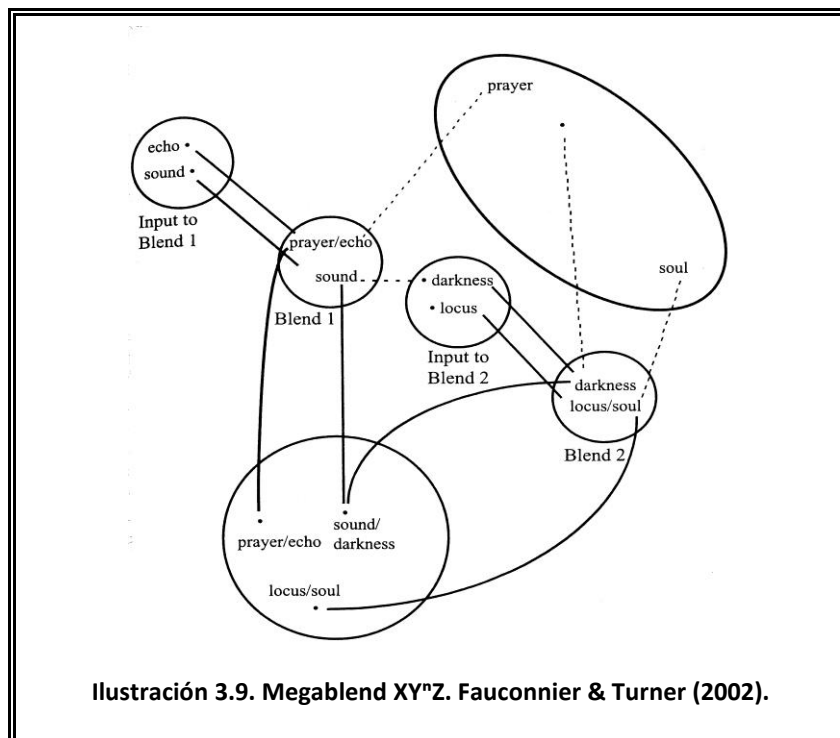 prayer
echo
sound
Input to
Blend 1
prayer/echo
sound
Blend 1
darkness
locus
Input to
Blend 2
soul
darkness
locus/soul
Blend 2
prayer/echo
sound/
darkness
locus/soul
Ilustración 3.9. Megablend XYⁿZ. Fauconnier & Turner (2002).